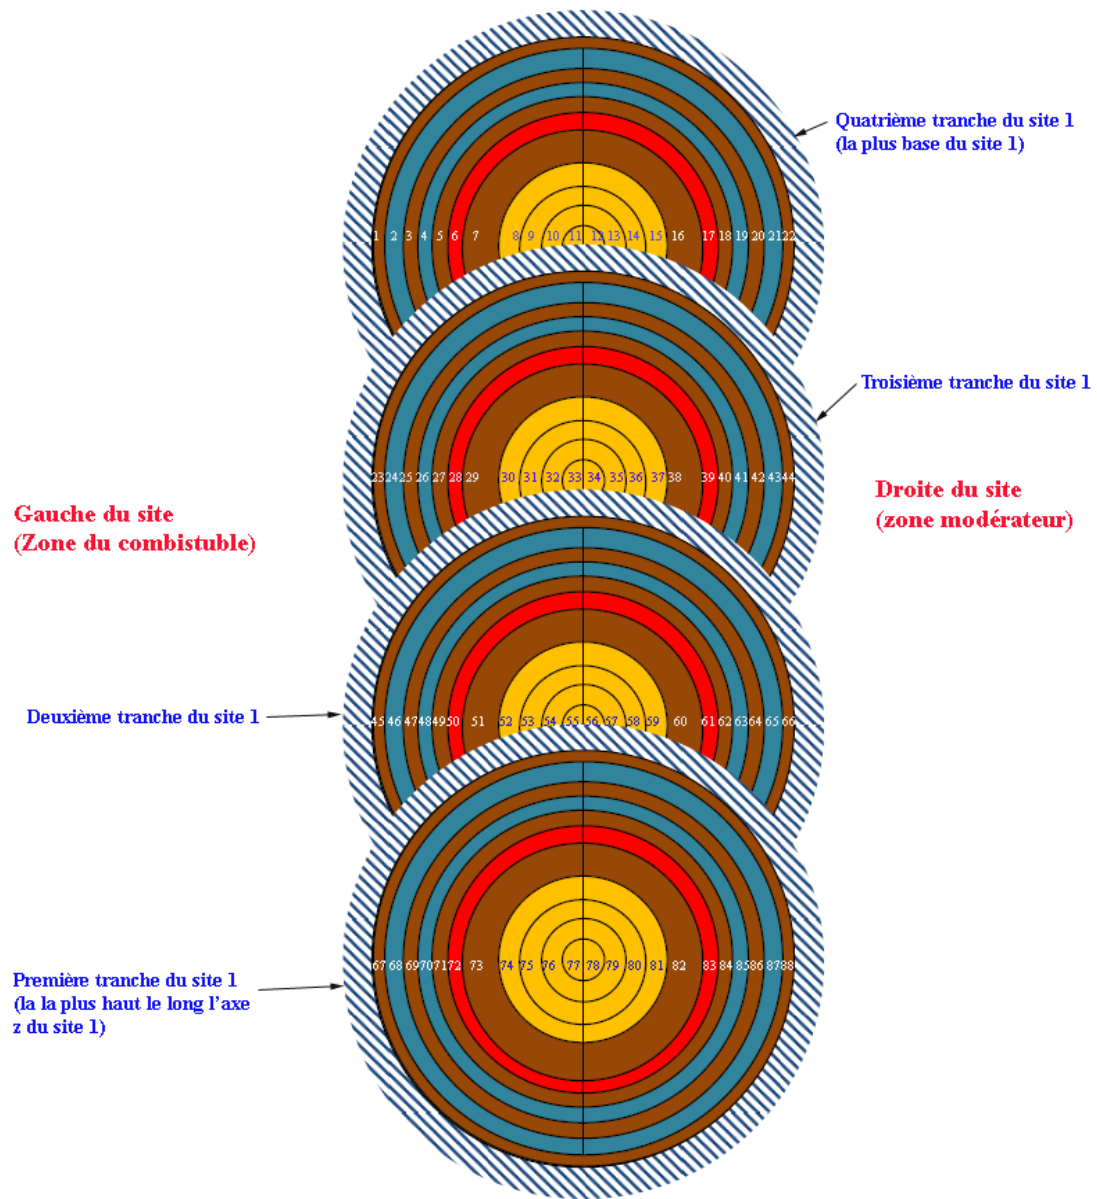 Quatrième tranche du site 1
(la plus base du site 1)
1 2 3 4 5 6 7 8 9 10 11 12 13 14 15 16 17 18 19 20 21 22
Troisième tranche du site 1
23 24 25 26 27 28 29 30 31 32 33 34 35 36 37 38 39 40 41 42 43 44
Gauche du site
(Zone du combistuble)
Droite du site
(zone modérateur)
Deuxième tranche du site 1
45 46 47 48 49 50 51 52 53 54 55 56 57 58 59 60 61 62 63 64 65 66
67 68 69 70 71 72 73 74 75 76 77 78 79 80 81 82 83 84 85 86 87 88
Première tranche du site 1
(la la plus haut le long l'axe
z du site 1)